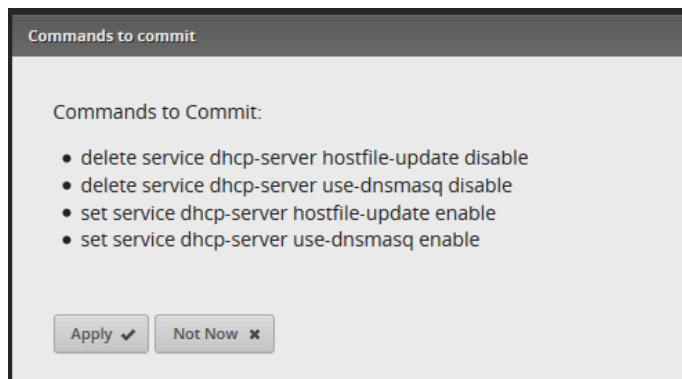 Commands to commit
Commands to Commit:
• delete service dhcp-server hostfile-update disable
• delete service dhcp-server use-dnsmasq disable
• set service dhcp-server hostfile-update enable
• set service dhcp-server use-dnsmasq enable
Apply ✔ Not Now ✖